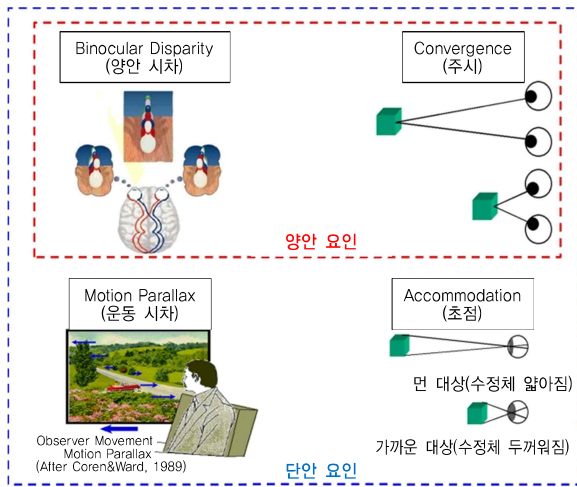 Binocular Disparity
(양안 시차)
Convergence
(주시)
양안 요인
Motion Parallax
(운동 시차)
Accommodation
(초점)
먼 대상(수정체 얇아짐)
가까운 대상(수정체 두꺼워짐)
Observer Movement
Motion Parallax
(After Coren&Ward, 1989)
단안 요인